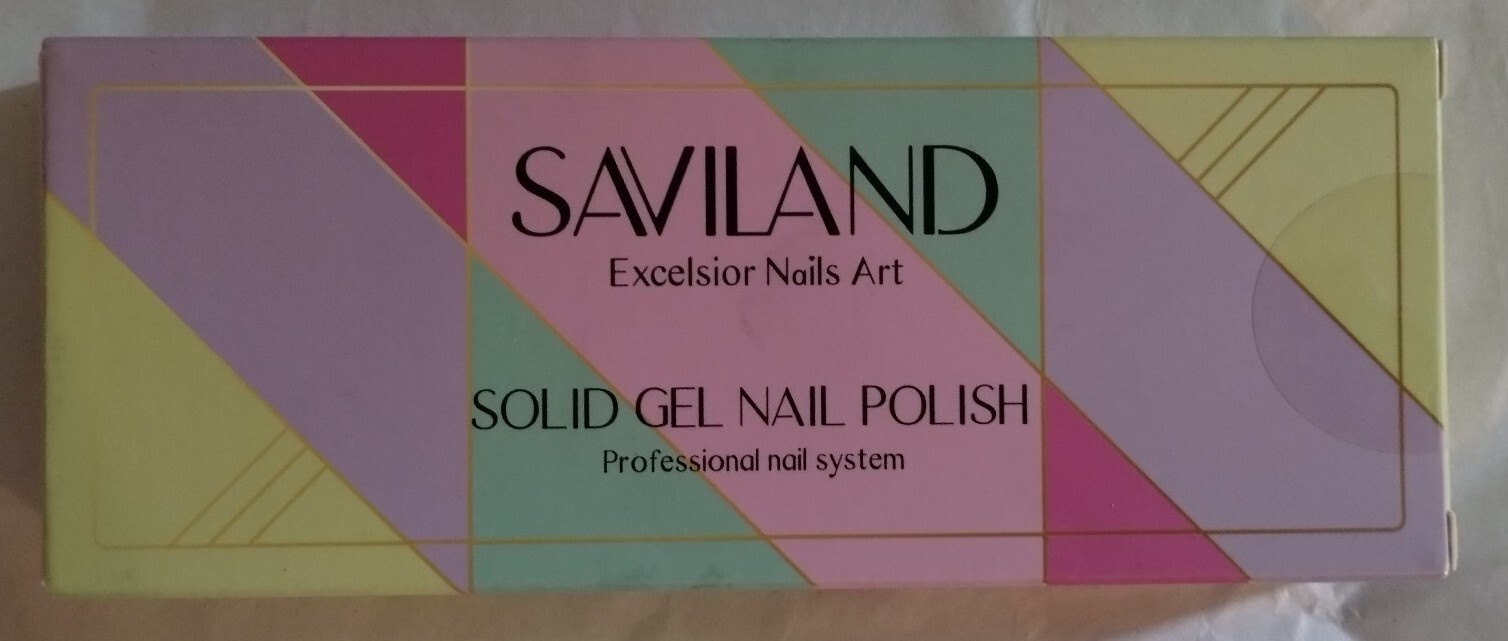 SAVILAND
Excelsior Nails Art
SOLID GEL NAIL POLISH
Professional nail system